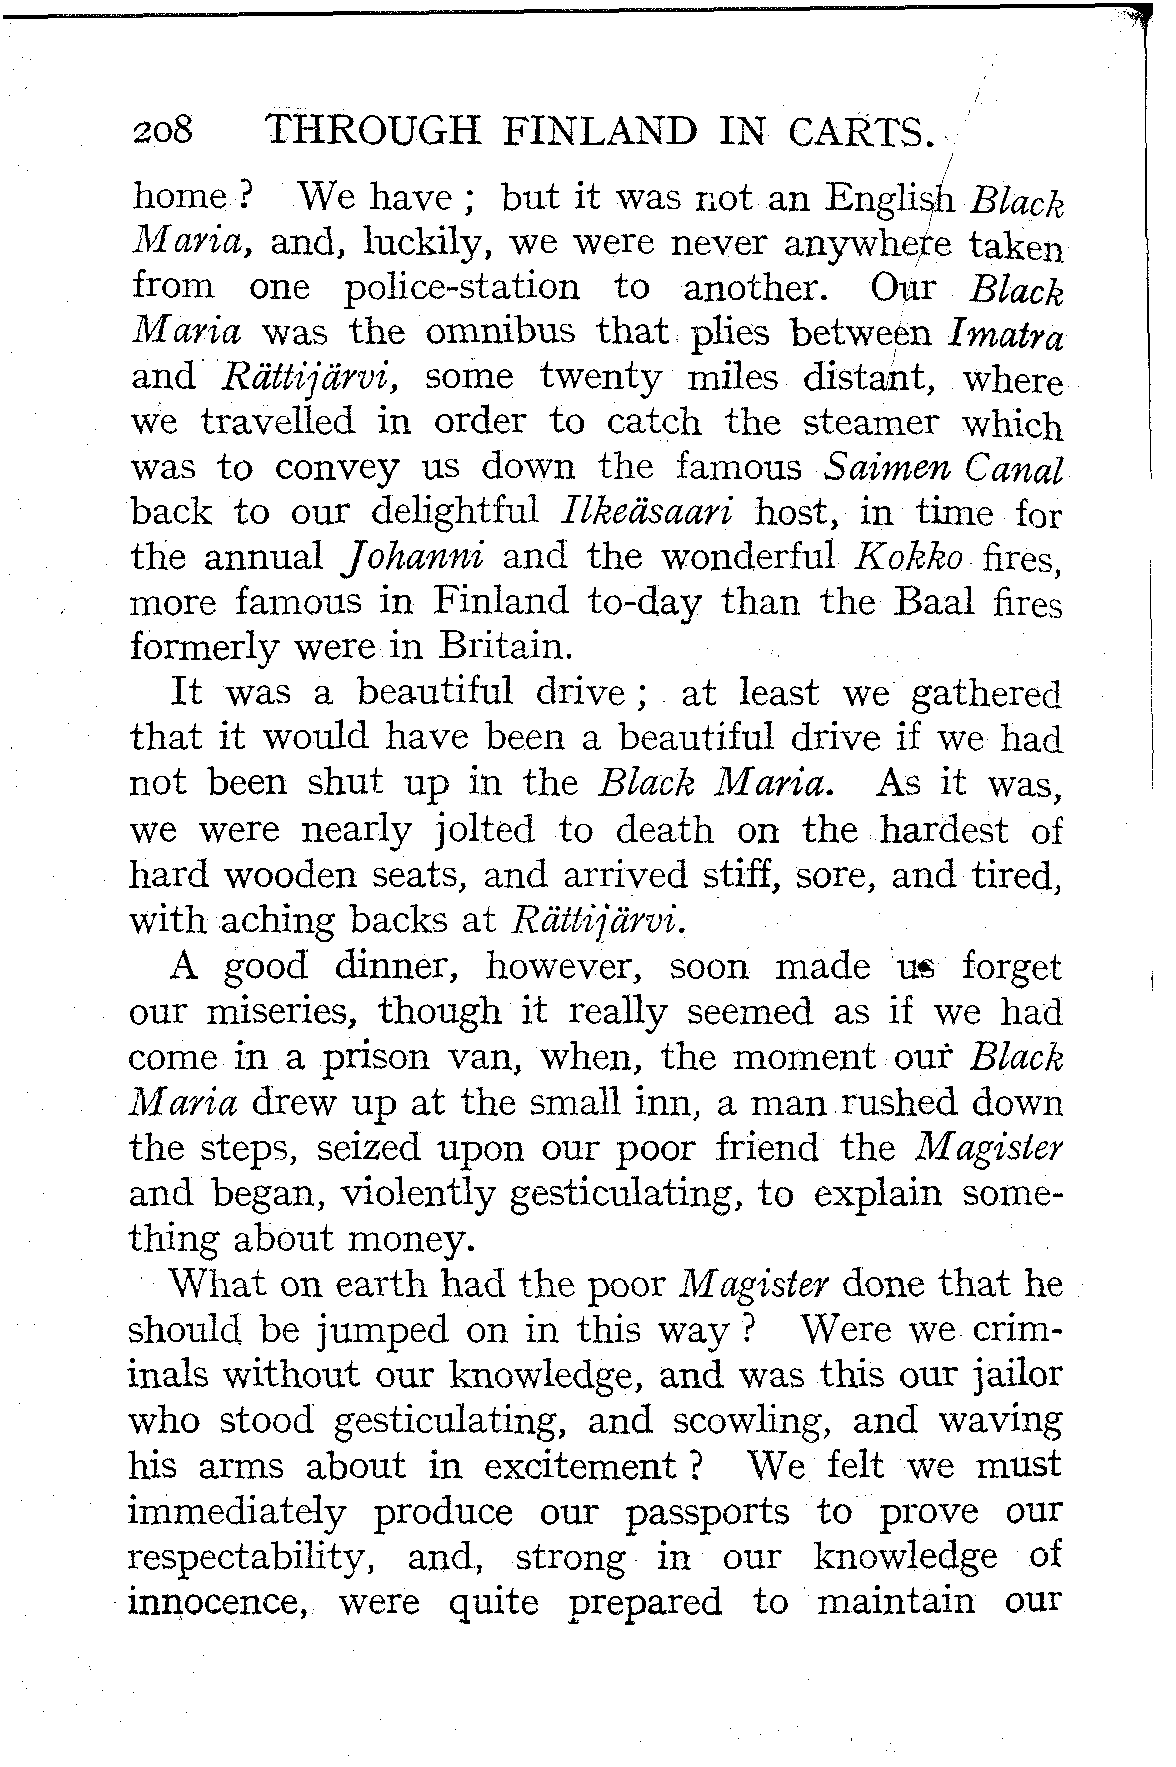 208 THROUGH FINLAND IN CARTS.
home ? We have ; but it was not an English Black
Maria, and, luckily, we were never anywhere taken
from one police-station to another. Our Black
Maria was the omnibus that plies between Imatra
and Rättijärvi, some twenty miles distant, where
we travelled in order to catch the steamer which
was to convey us down the famous Saimen Canal
back to our delightful Ilkeäsaari host, in time for
the annual Johanni and the wonderful Kokko fires,
more famous in Finland to-day than the Baal fires
formerly were in Britain.
It was a beautiful drive ; at least we gathered
that it would have been a beautiful drive if we had
not been shut up in the Black Maria. As it was,
we were nearly jolted to death on the hardest of
hard wooden seats, and arrived stiff, sore, and tired,
with aching backs at Rättijärvi.
A good dinner, however, soon made us forget
our miseries, though it really seemed as if we had
come in a prison van, when, the moment our Black
Maria drew up at the small inn, a man rushed down
the steps, seized upon our poor friend the Magister
and began, violently gesticulating, to explain some-
thing about money.
What on earth had the poor Magister done that he
should be jumped on in this way ? Were we crim-
inals without our knowledge, and was this our jailor
who stood gesticulating, and scowling, and waving
his arms about in excitement ? We felt we must
immediately produce our passports to prove our
respectability, and, strong in our knowledge of
innocence, were quite prepared to maintain our